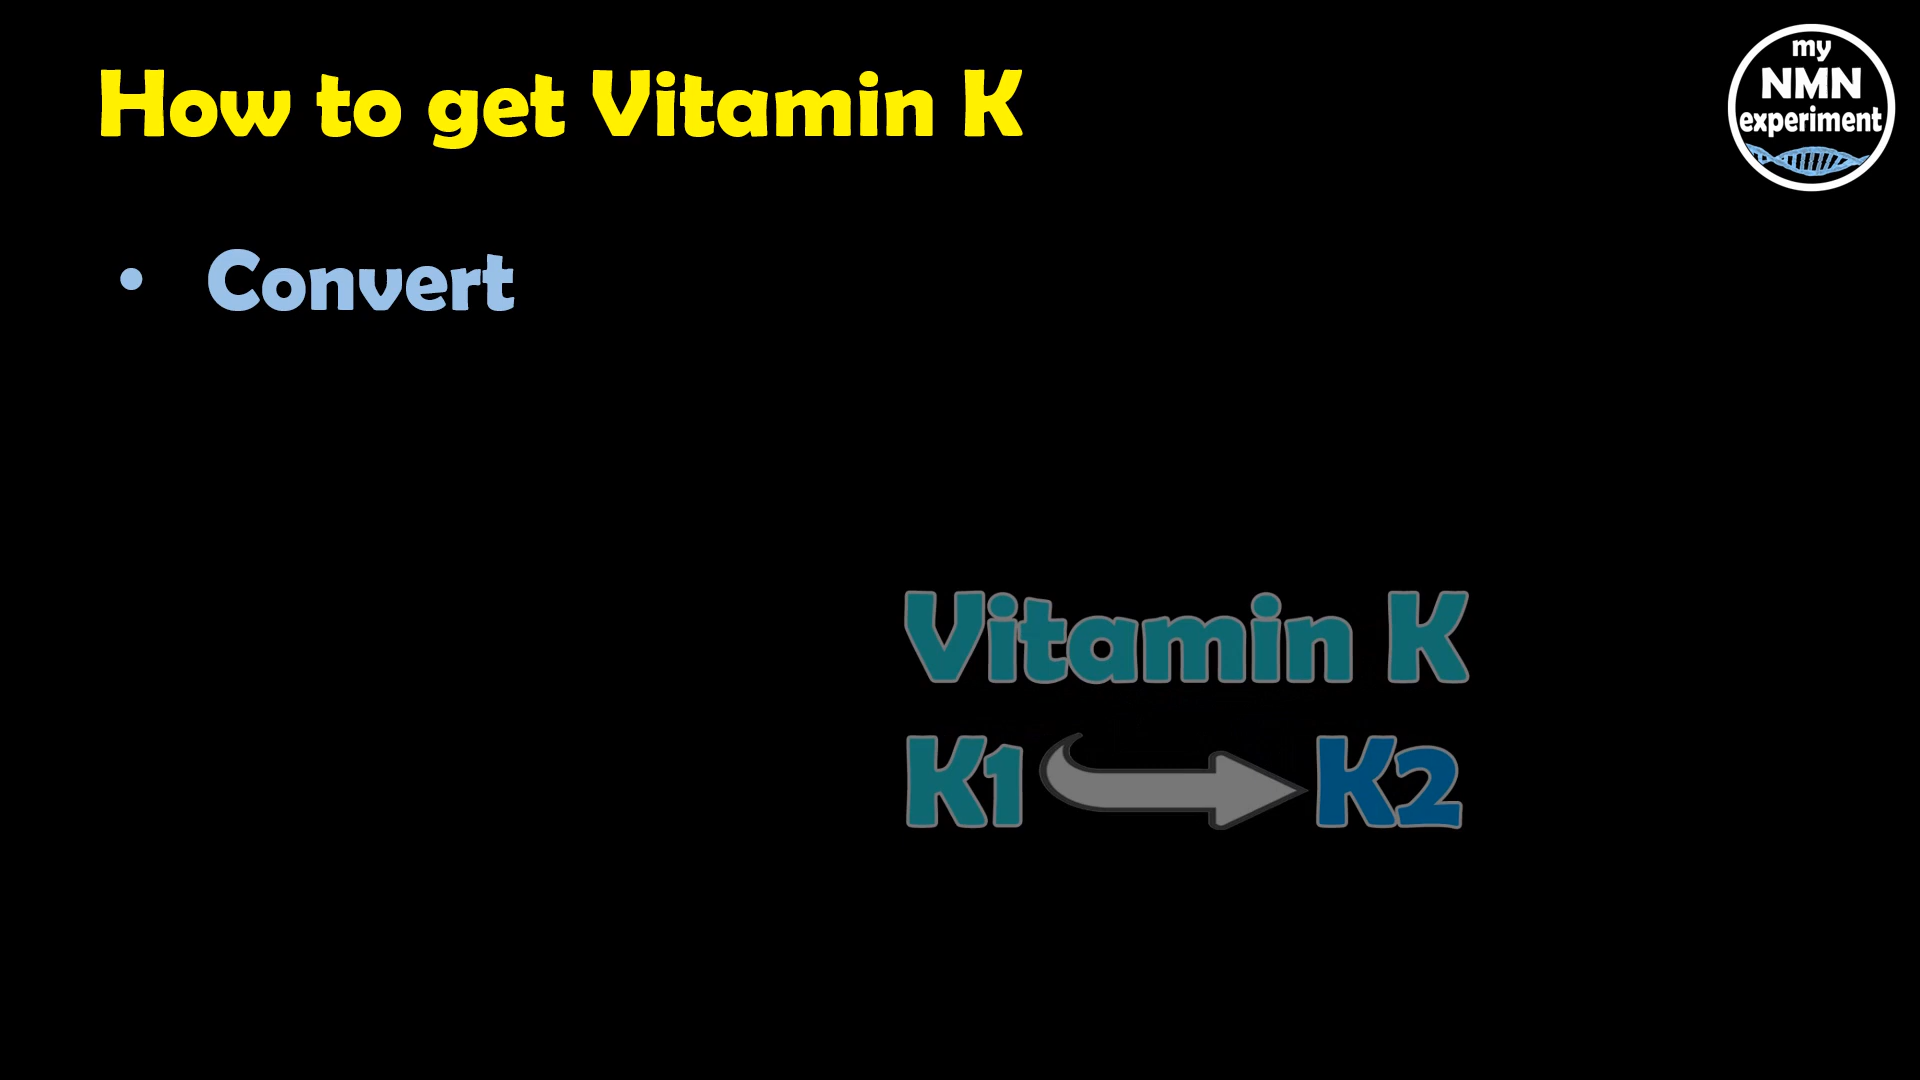 How to get Vitamin K
my
NMN
experiment
• Convert
Vitamin K
K1 K2